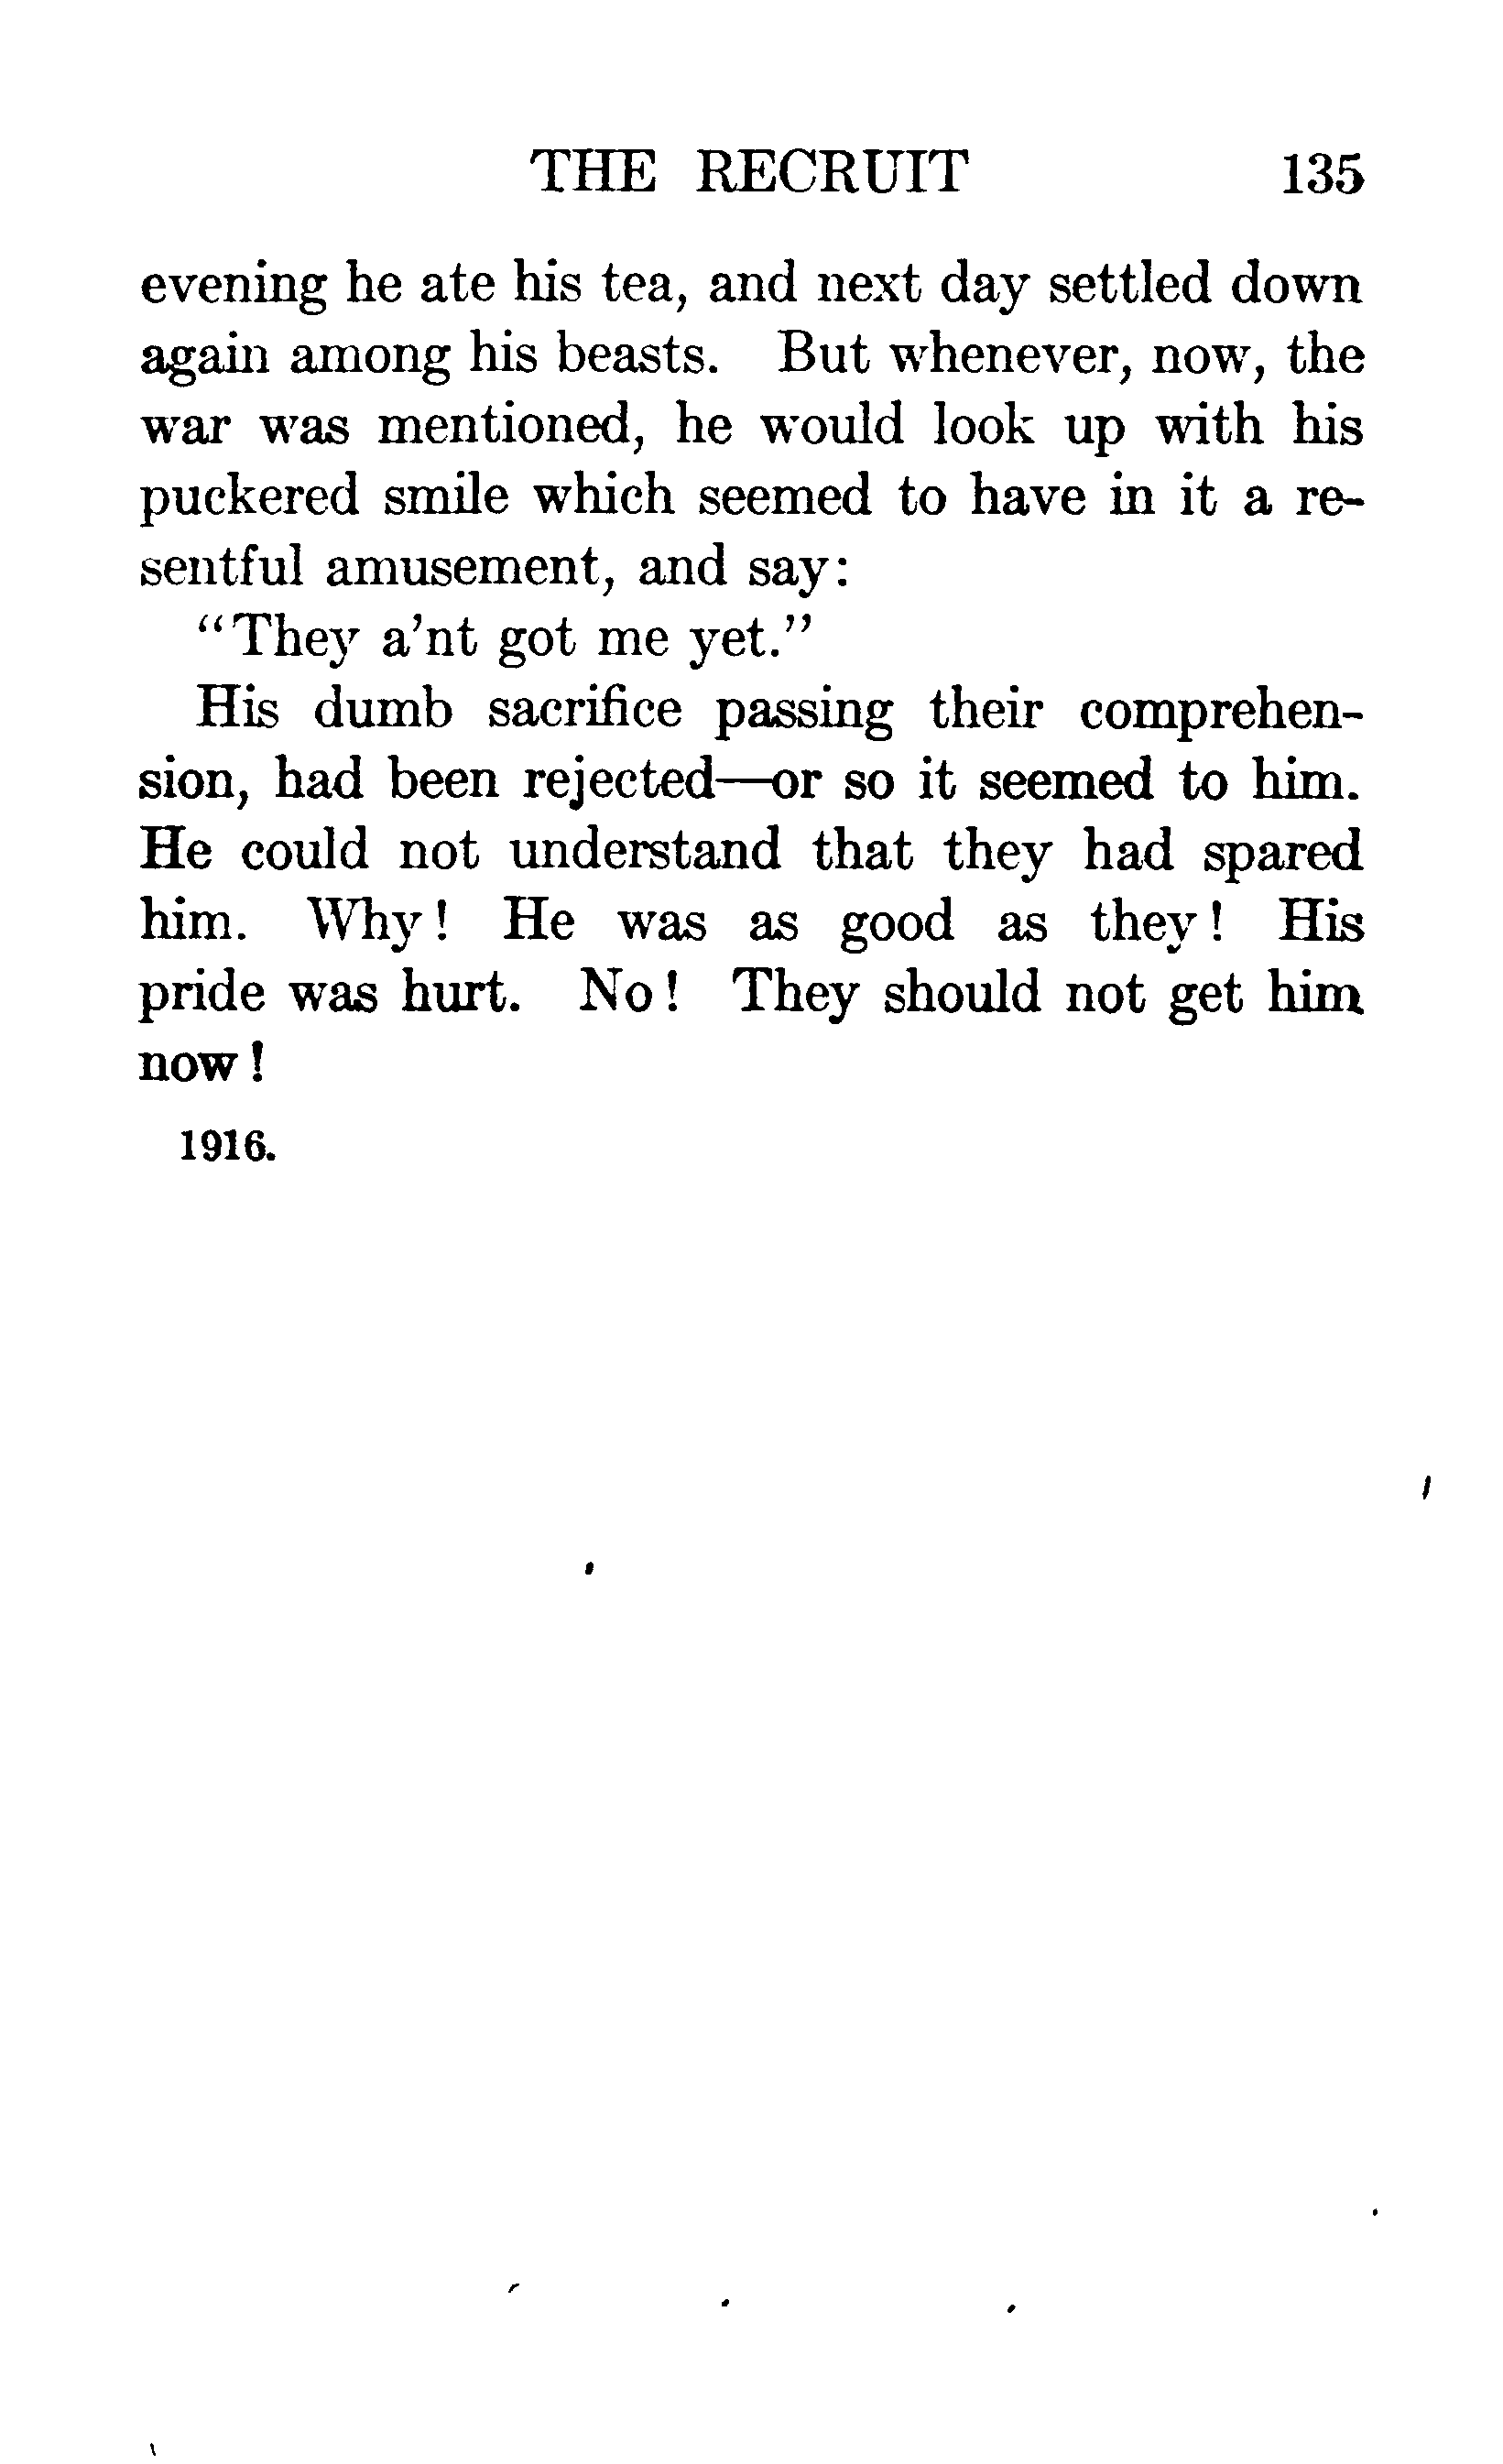 THE RECRUIT 135
evening he ate his tea, and next day settled down
again among his beasts. But whenever, now, the
war was mentioned, he would look up with his
puckered smile which seemed to have in it a re-
sentful amusement, and say:
"They a'nt got me yet."
His dumb sacrifice passing their comprehen-
sion, had been rejected—or so it seemed to him.
He could not understand that they had spared
him. Why! He was as good as they! His
pride was hurt. No! They should not get him
now!
1916.